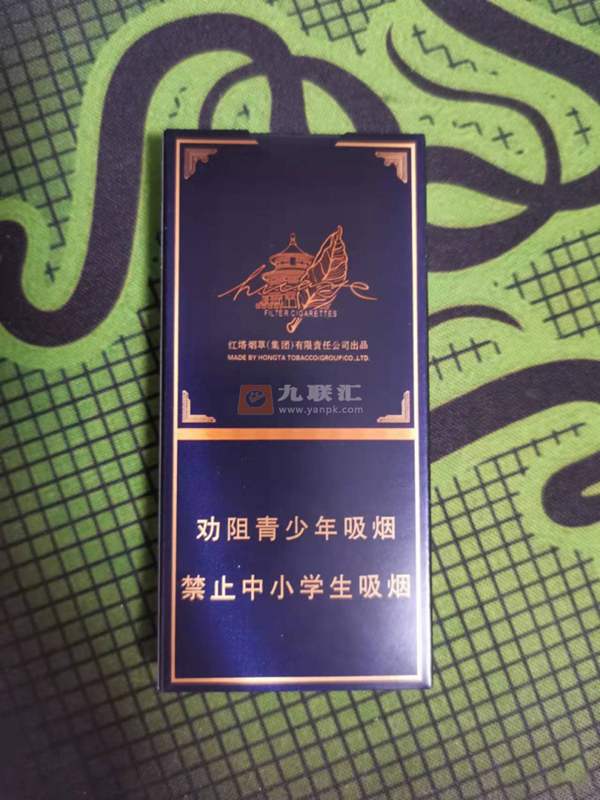 FILTER CIGARETTES
红塔烟草(集团)有限责任公司出品
MADE BY HONGTA TOBACCO(GROUP)CO.,LTD.
九联汇
www.yanpk.com
劝阻青少年吸烟
禁止中小学生吸烟